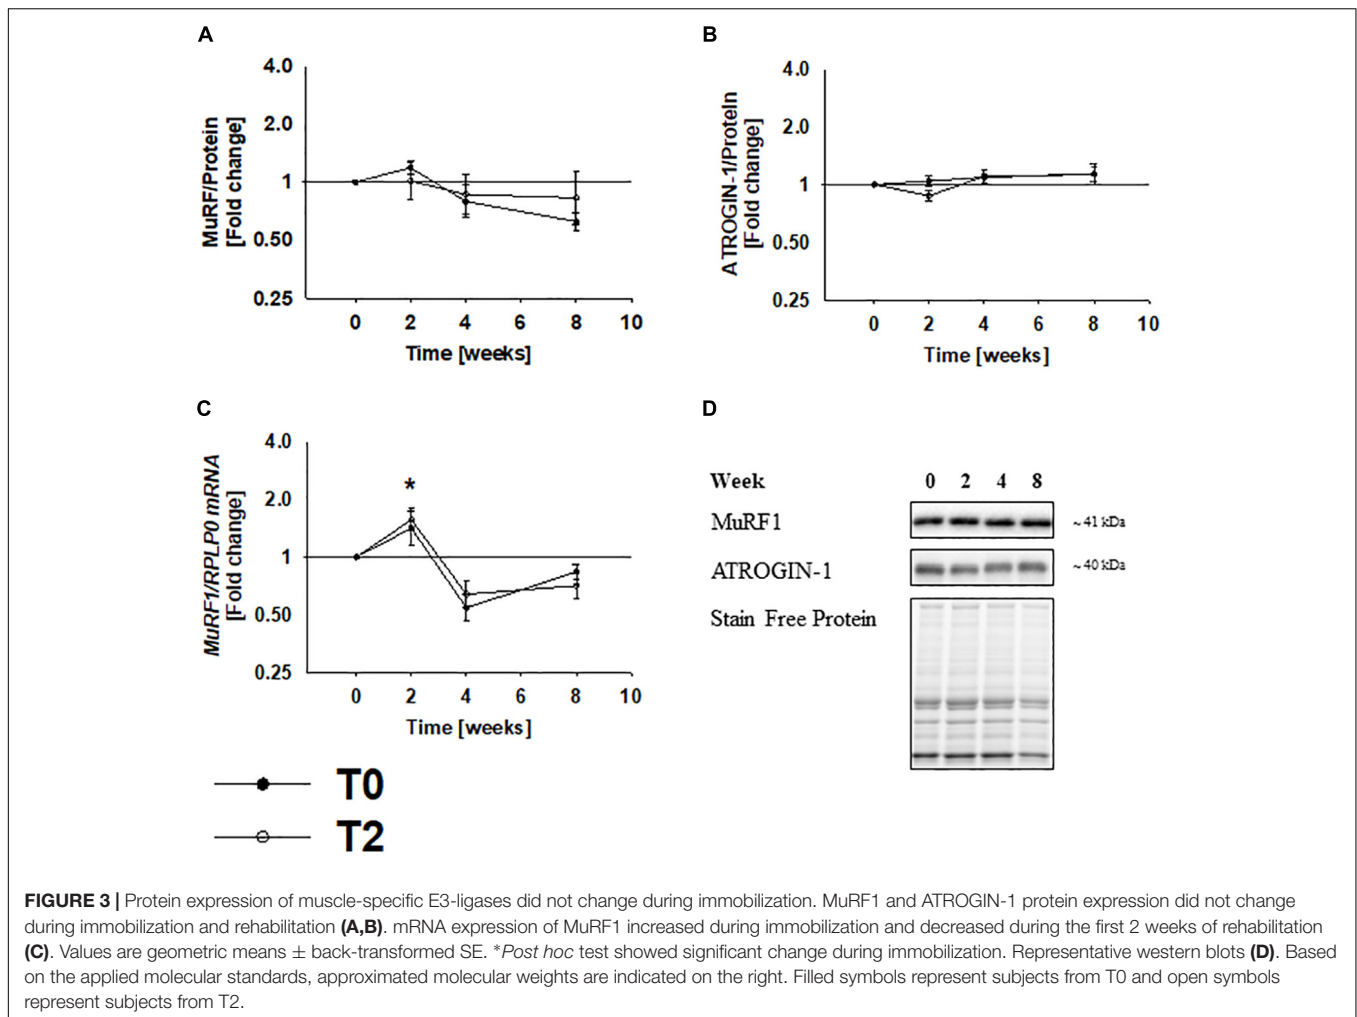 A
4.0
2.0
1
0.50
0.25
MuRF/Protein
[Fold change]
0 2 4 6 8 10
Time [weeks]
B
4.0
2.0
1
0.50
0.25
ATROGIN-1/Protein
[Fold change]
0 2 4 6 8 10
Time [weeks]
C
4.0
2.0
1
0.50
0.25
MuRF1/RPLP0 mRNA
[Fold change]
*
0 2 4 6 8 10
Time [weeks]
T0
T2
D
Week 0 2 4 8
MuRF1 ~ 41 kDa
ATROGIN-1 ~ 40 kDa
Stain Free Protein
FIGURE 3 | Protein expression of muscle-specific E3-ligases did not change during immobilization. MuRF1 and ATROGIN-1 protein expression did not change
during immobilization and rehabilitation (A,B). mRNA expression of MuRF1 increased during immobilization and decreased during the first 2 weeks of rehabilitation
(C). Values are geometric means ± back-transformed SE. *Post hoc test showed significant change during immobilization. Representative western blots (D). Based
on the applied molecular standards, approximated molecular weights are indicated on the right. Filled symbols represent subjects from T0 and open symbols
represent subjects from T2.